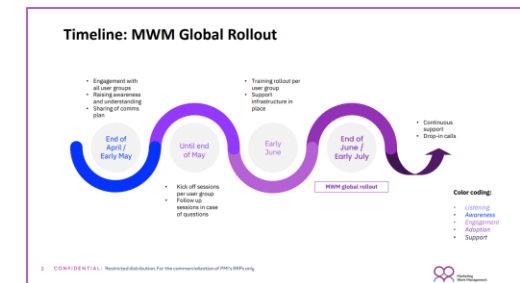 Timeline: MWM Global Rollout
• Engagement with
all user groups
• Raising awareness
and understanding
• Sharing of comms
plan
• Training rollout per
user group
• Support
infrastructure in
place
• Continuous
support
• Drop-in calls
End of
April /
Early May
Until end
of May
Early
June
End of
June /
Early July
• Kick off sessions
per user group
• Follow up
sessions in case
of questions
MWM global rollout
Color coding:
• Listening
• Awareness
• Engagement
• Adoption
• Support
2 CONFIDENTIAL: Restricted distribution. For the commercialization of PMI's RRPs only
Marketing
Work Management